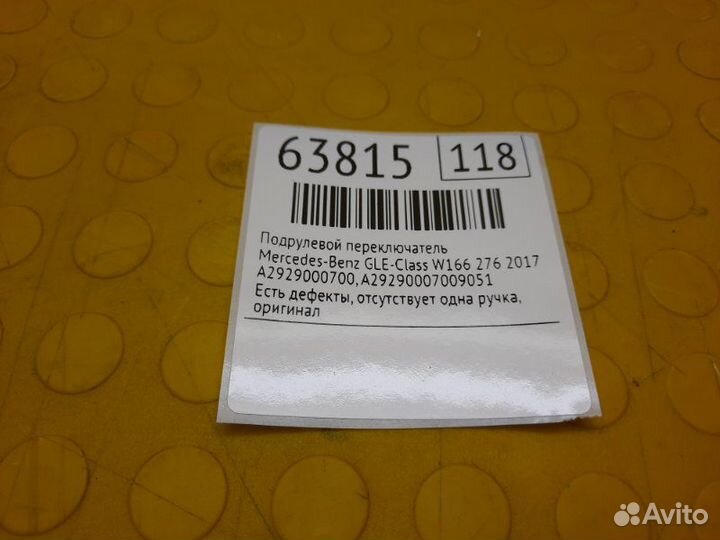 63815 118
Подрулевой переключатель
Mercedes-Benz GLE-Class W166 276 2017
A2929000700,A29290007009051
Есть дефекты, отсутствует одна ручка,
оригинал
Avito